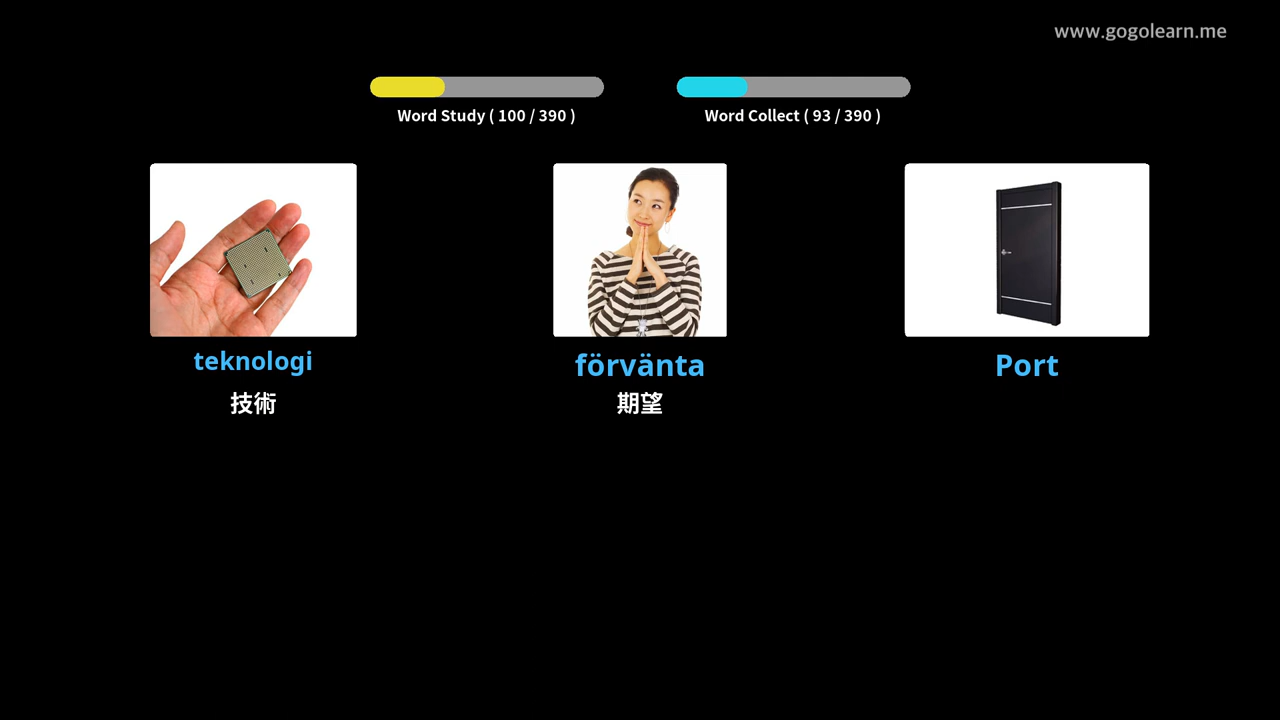 www.gogolearn.me
Word Study ( 100 / 390 )
Word Collect ( 93 / 390 )
teknologi
技術
förvänta
期望
Port